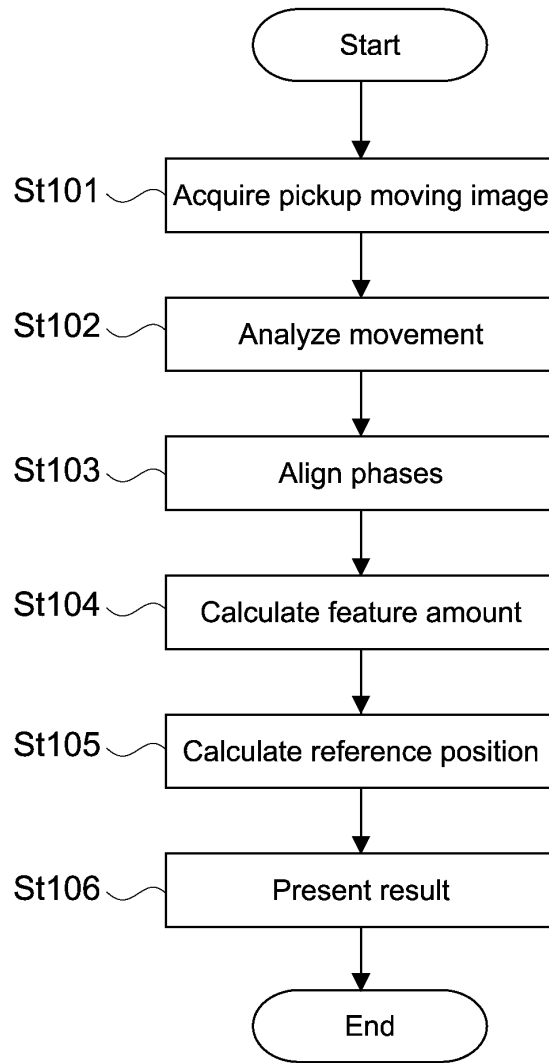 Start
St101 Acquire pickup moving image
St102 Analyze movement
St103 Align phases
St104 Calculate feature amount
St105 Calculate reference position
St106 Present result
End